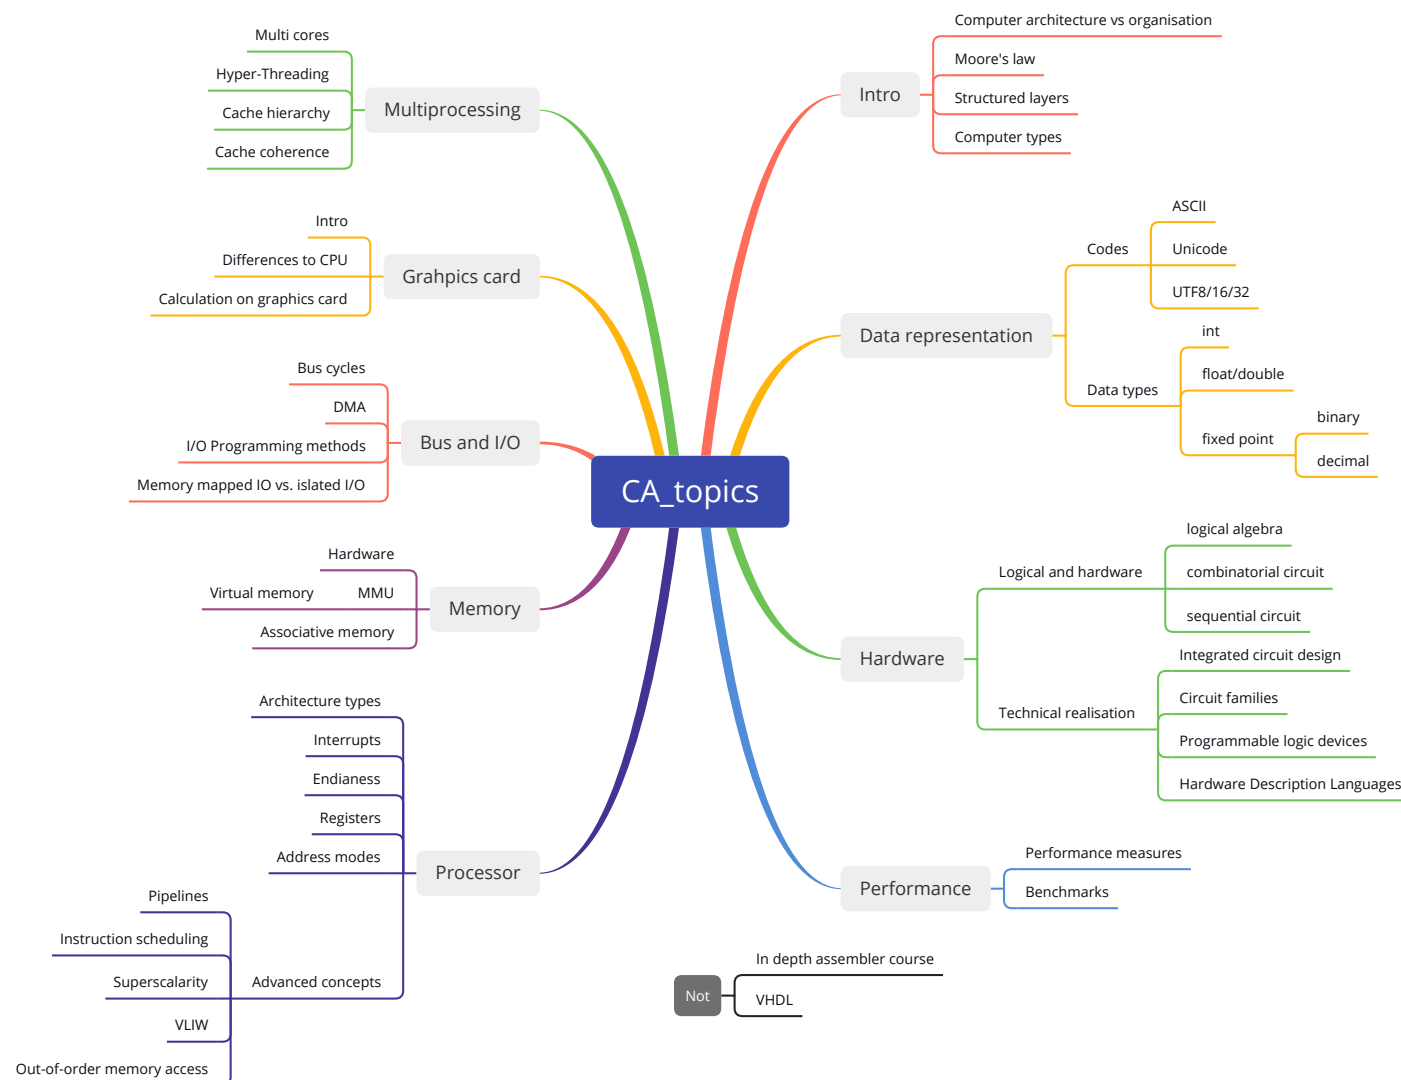 CA_topics
Intro
Computer architecture vs organisation
Moore's law
Structured layers
Computer types
Data representation
Codes
ASCII
Unicode
UTF8/16/32
Data types
int
float/double
fixed point
binary
decimal
Hardware
Logical and hardware
logical algebra
combinatorial circuit
sequential circuit
Technical realisation
Integrated circuit design
Circuit families
Programmable logic devices
Hardware Description Languages
Performance
Performance measures
Benchmarks
Multiprocessing
Multi cores
Hyper-Threading
Cache hierarchy
Cache coherence
Grahpics card
Intro
Differences to CPU
Calculation on graphics card
Bus and I/O
Bus cycles
DMA
I/O Programming methods
Memory mapped IO vs. islated I/O
Memory
Hardware
MMU
Virtual memory
Associative memory
Processor
Architecture types
Interrupts
Endianess
Registers
Address modes
Advanced concepts
Pipelines
Instruction scheduling
Superscalarity
VLIW
Out-of-order memory access
Not
In depth assembler course
VHDL